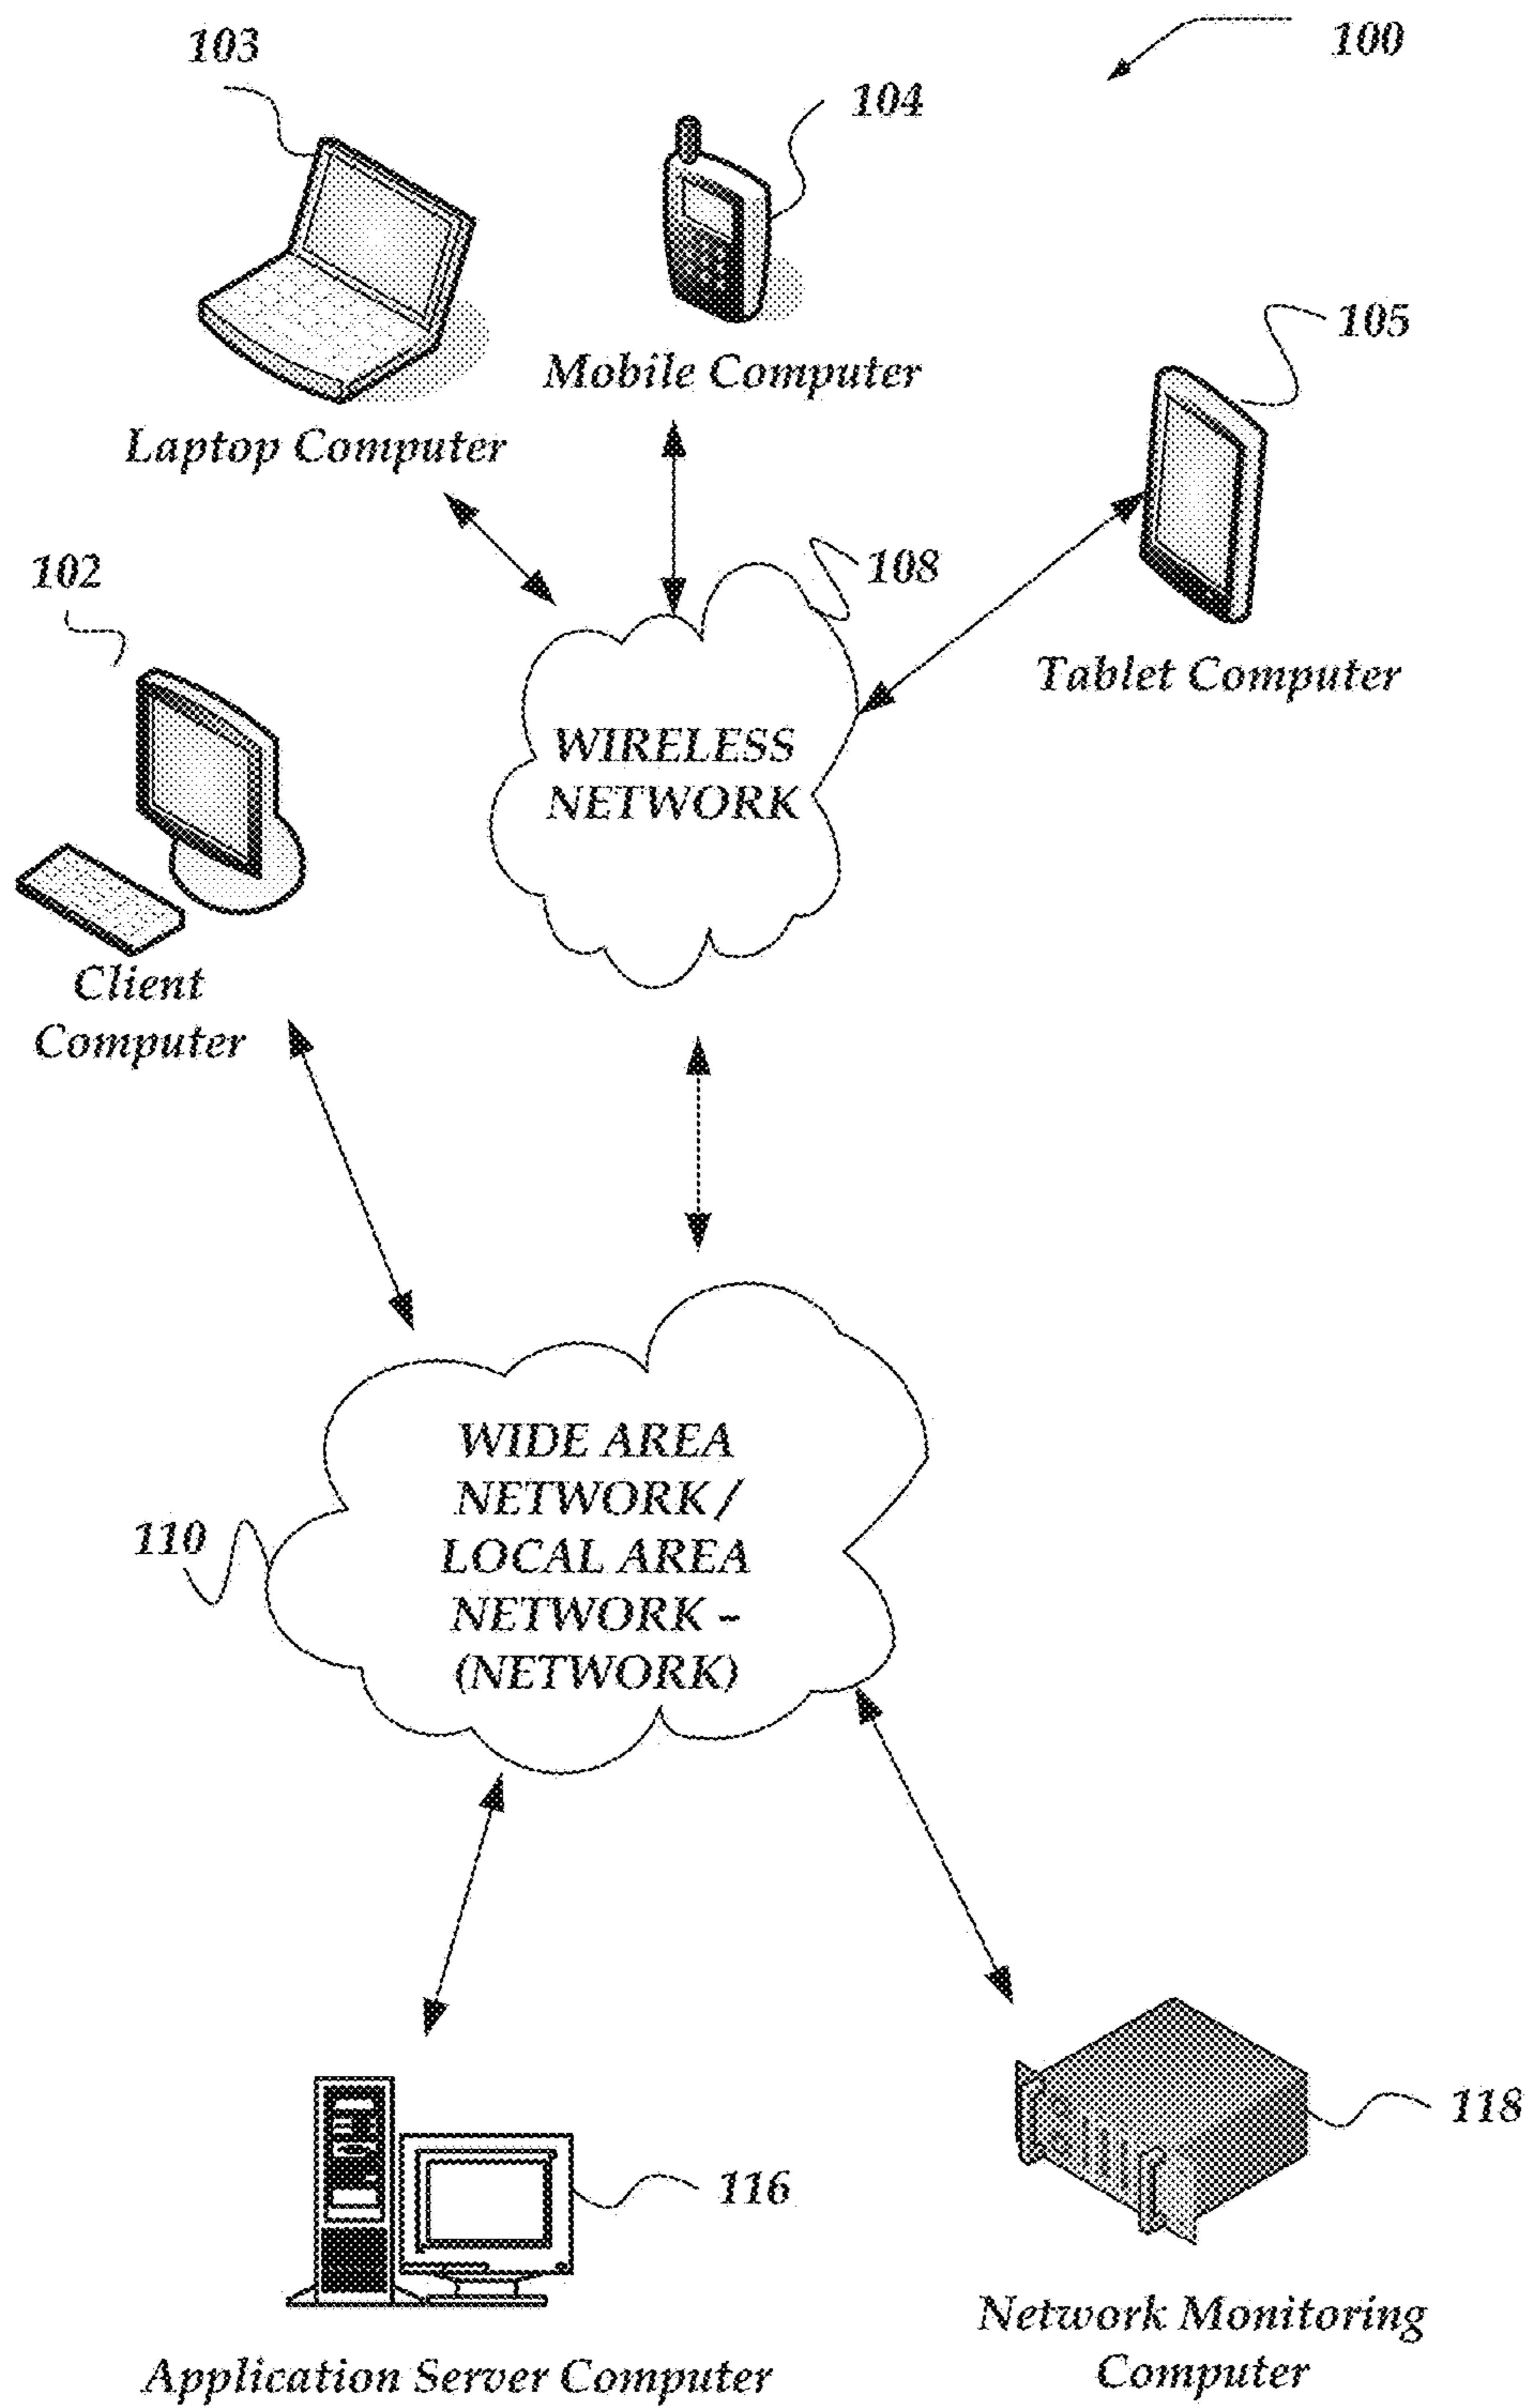 103
100
104
Mobile Computer
105
Laptop Computer
102
108
Tablet Computer
WIRELESS
NETWORK
Client
Computer
WIDE AREA
NETWORK /
LOCAL AREA
NETWORK –
(NETWORK)
110
116
118
Network Monitoring
Computer
Application Server Computer